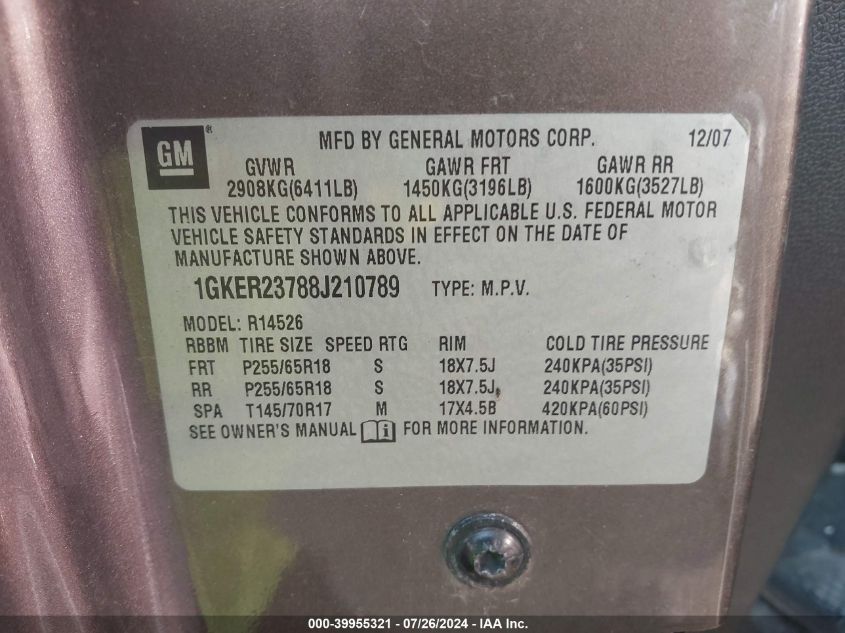 GM ® MFD BY GENERAL MOTORS CORP. 12/07
GVWR GAWR FRT GAWR RR
2908KG(6411LB) 1450KG(3196LB) 1600KG(3527LB)
THIS VEHICLE CONFORMS TO ALL APPLICABLE U.S. FEDERAL MOTOR
VEHICLE SAFETY STANDARDS IN EFFECT ON THE DATE OF
MANUFACTURE SHOWN ABOVE.
1GKER23788J210789 TYPE: M.P.V.
MODEL: R14526
RBBM TIRE SIZE SPEED RTG RIM COLD TIRE PRESSURE
FRT P255/65R18 S 18X7.5J 240KPA(35PSI)
RR P255/65R18 S 18X7.5J 240KPA(35PSI)
SPA T145/70R17 M 17X4.5B 420KPA(60PSI)
SEE OWNER'S MANUAL i FOR MORE INFORMATION.
000-39955321 - 07/26/2024 - IAA Inc.